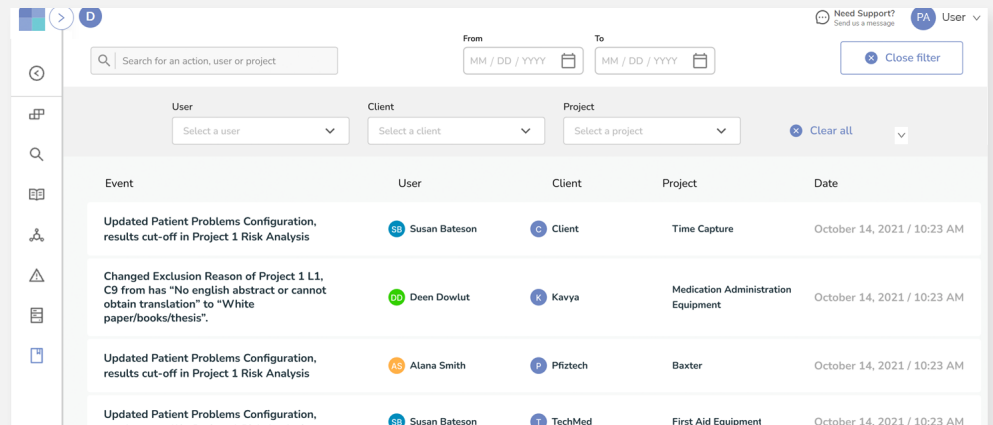 D
Need Support?
Send us a message
PA User
From
To
Search for an action, user or project
MM / DD / YYYY
MM / DD / YYYY
Close filter
User
Client
Project
Select a user
Select a client
Select a project
Clear all
Event User Client Project Date
Updated Patient Problems Configuration,
results cut-off in Project 1 Risk Analysis
SB Susan Bateson
C Client
Time Capture
October 14, 2021 / 10:23 AM
Changed Exclusion Reason of Project 1 L1,
C9 from has “No english abstract or cannot
obtain translation” to “White
paper/books/thesis”.
DD Deen Dowlut
K Kavya
Medication Administration
Equipment
October 14, 2021 / 10:23 AM
Updated Patient Problems Configuration,
results cut-off in Project 1 Risk Analysis
AS Alana Smith
P Pfiztech
Baxter
October 14, 2021 / 10:23 AM
Updated Patient Problems Configuration,
SB Susan Bateson
T TechMed
First Aid Equipment
October 14, 2021 / 10:23 AM